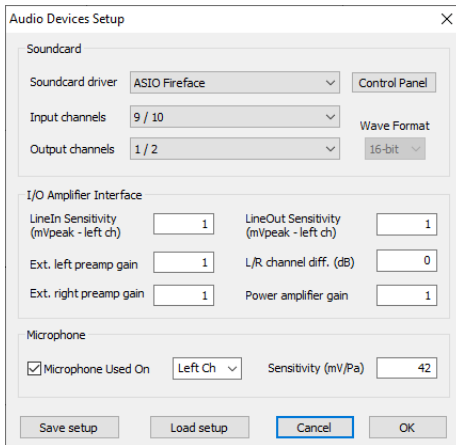 Audio Devices Setup
Soundcard
Soundcard driver ASIO Fireface Control Panel
Input channels 9 / 10
Wave Format
Output channels 1 / 2 16-bit
I/O Amplifier Interface
LineIn Sensitivity 1 LineOut Sensitivity 1
(mVpeak - left ch) (mVpeak - left ch)
Ext. left preamp gain 1 L/R channel diff. (dB) 0
Ext. right preamp gain 1 Power amplifier gain 1
Microphone
Microphone Used On Left Ch Sensitivity (mV/Pa) 42
Save setup Load setup Cancel OK